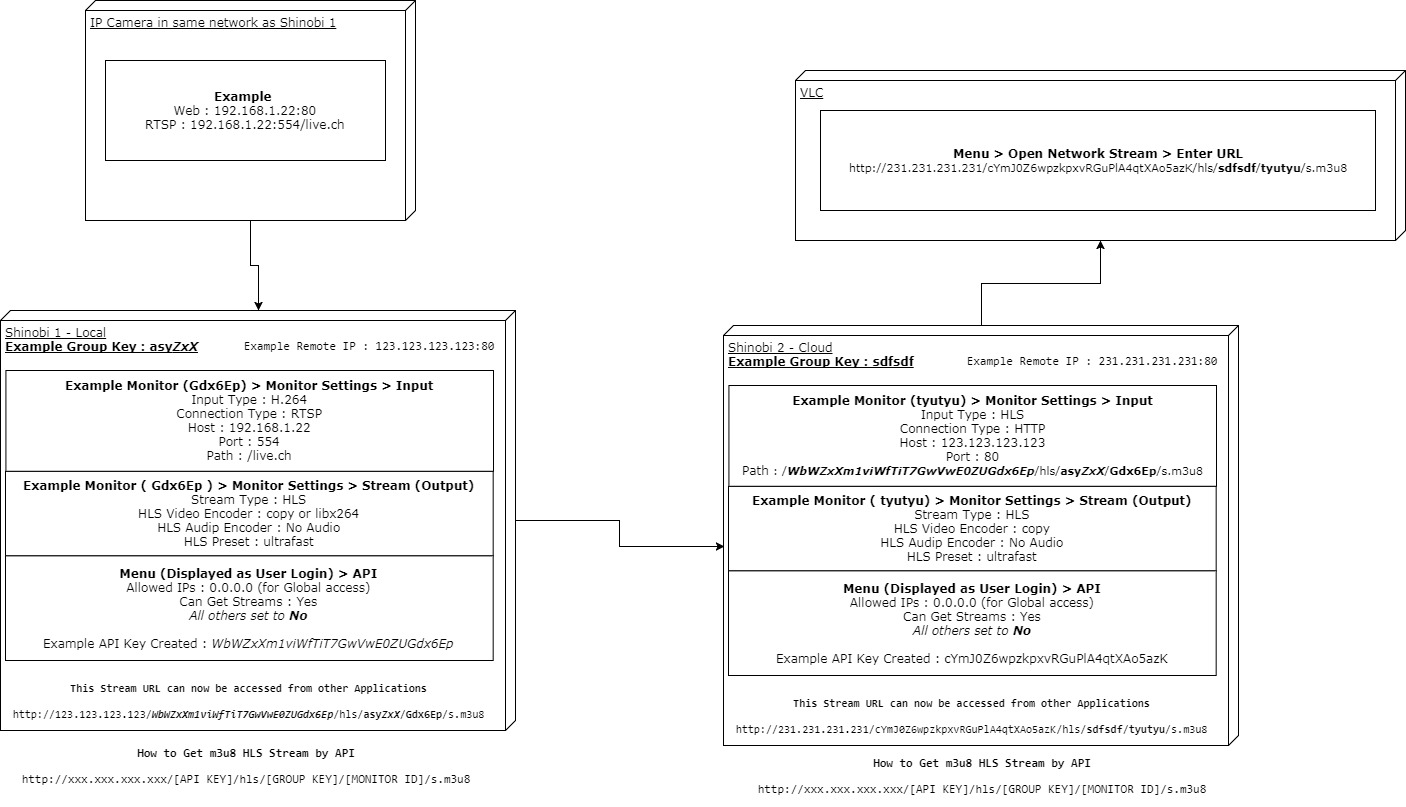 IP Camera in same network as Shinobi 1
Example
Web : 192.168.1.22:80
RTSP : 192.168.1.22:554/live.ch
VLC
Menu > Open Network Stream > Enter URL
http://231.231.231.231/cYmJ0Z6wpzkpxvRGuPlA4qtXAo5azK/hls/sdfsdf/tyutyu/s.m3u8
Shinobi 1 - Local
Example Group Key : asyZxX
Example Remote IP : 123.123.123.123:80
Example Monitor (Gdx6Ep) > Monitor Settings > Input
Input Type : H.264
Connection Type : RTSP
Host : 192.168.1.22
Port : 554
Path : /live.ch
Example Monitor ( Gdx6Ep ) > Monitor Settings > Stream (Output)
Stream Type : HLS
HLS Video Encoder : copy or libx264
HLS Audip Encoder : No Audio
HLS Preset : ultrafast
Menu (Displayed as User Login) > API
Allowed IPs : 0.0.0.0 (for Global access)
Can Get Streams : Yes
All others set to No
Example API Key Created : WbWZxXm1viWfTiT7GwVwE0ZUGdx6Ep
This Stream URL can now be accessed from other Applications
http://123.123.123.123/WbWZxXm1viWfTiT7GwVwE0ZUGdx6Ep/hls/asyZxX/Gdx6Ep/s.m3u8
How to Get m3u8 HLS Stream by API
http://xxx.xxx.xxx.xxx/[API KEY]/hls/[GROUP KEY]/[MONITOR ID]/s.m3u8
Shinobi 2 - Cloud
Example Group Key : sdfsdf
Example Remote IP : 231.231.231.231:80
Example Monitor (tyutyu) > Monitor Settings > Input
Input Type : HLS
Connection Type : HTTP
Host : 123.123.123.123
Port : 80
Path : /WbWZxXm1viWfTiT7GwVwE0ZUGdx6Ep/hls/asyZxX/Gdx6Ep/s.m3u8
Example Monitor ( tyutyu) > Monitor Settings > Stream (Output)
Stream Type : HLS
HLS Video Encoder : copy
HLS Audip Encoder : No Audio
HLS Preset : ultrafast
Menu (Displayed as User Login) > API
Allowed IPs : 0.0.0.0 (for Global access)
Can Get Streams : Yes
All others set to No
Example API Key Created : cYmJ0Z6wpzkpxvRGuPlA4qtXAo5azK
This Stream URL can now be accessed from other Applications
http://231.231.231.231/cYmJ0Z6wpzkpxvRGuPlA4qtXAo5azK/hls/sdfsdf/tyutyu/s.m3u8
How to Get m3u8 HLS Stream by API
http://xxx.xxx.xxx.xxx/[API KEY]/hls/[GROUP KEY]/[MONITOR ID]/s.m3u8